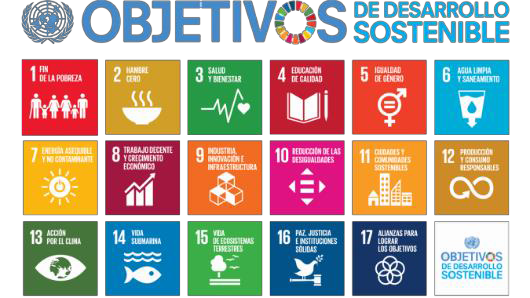 OBJETIVOS DE DESARROLLO
SOSTENIBLE
1 FIN
DE LA POBREZA
2 HAMBRE
CERO
3 SALUD
Y BIENESTAR
4 EDUCACIÓN
DE CALIDAD
5 IGUALDAD
DE GÉNERO
6 AGUA LIMPIA
Y SANEAMIENTO
7 ENERGÍA ASEQUIBLE
Y NO CONTAMINANTE
8 TRABAJO DECENTE
Y CRECIMIENTO
ECONÓMICO
9 INDUSTRIA,
INNOVACIÓN E
INFRAESTRUCTURA
10 REDUCCIÓN DE LAS
DESIGUALDADES
11 CIUDADES Y
COMUNIDADES
SOSTENIBLES
12 PRODUCCIÓN
Y CONSUMO
RESPONSABLES
13 ACCIÓN
POR EL CLIMA
14 VIDA
SUBMARINA
15 VIDA
DE ECOSISTEMAS
TERRESTRES
16 PAZ, JUSTICIA
E INSTITUCIONES
SÓLIDAS
17 ALIANZAS PARA
LOGRAR
LOS OBJETIVOS
OBJETIVOS
DE DESARROLLO
SOSTENIBLE